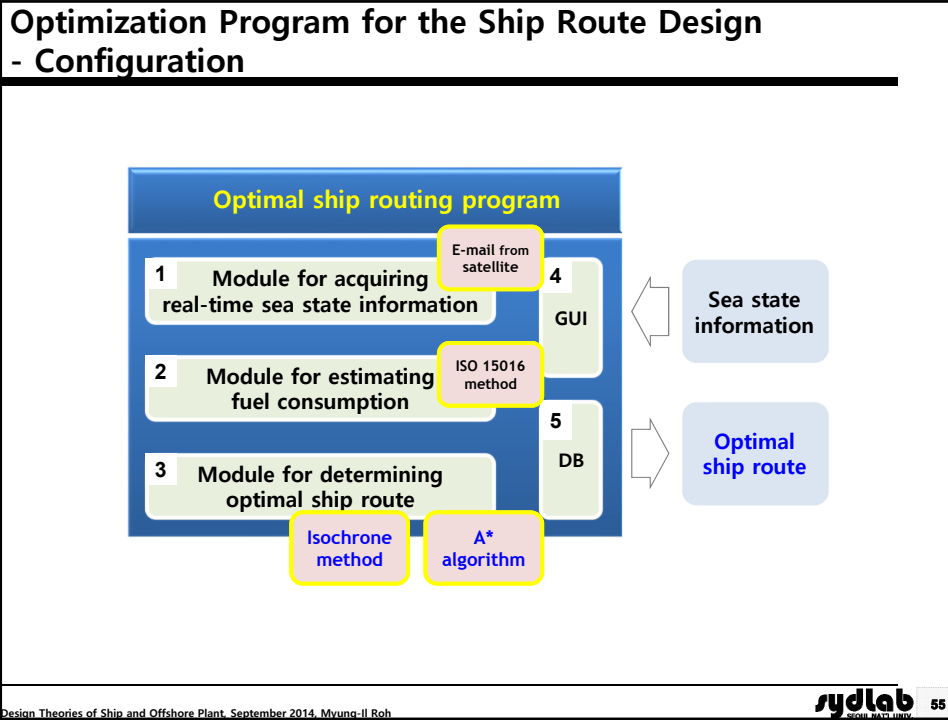 Optimization Program for the Ship Route Design
- Configuration
Optimal ship routing program
E-mail from
satellite
1
Module for acquiring
real-time sea state information
4
GUI
Sea state
information
2
Module for estimating
fuel consumption
ISO 15016
method
5
DB
Optimal
ship route
3
Module for determining
optimal ship route
Isochrone
method
A*
algorithm
Design Theories of Ship and Offshore Plant, September 2014, Myung-Il Roh
sydlab
SEOUL NAT'L UNIV.
55